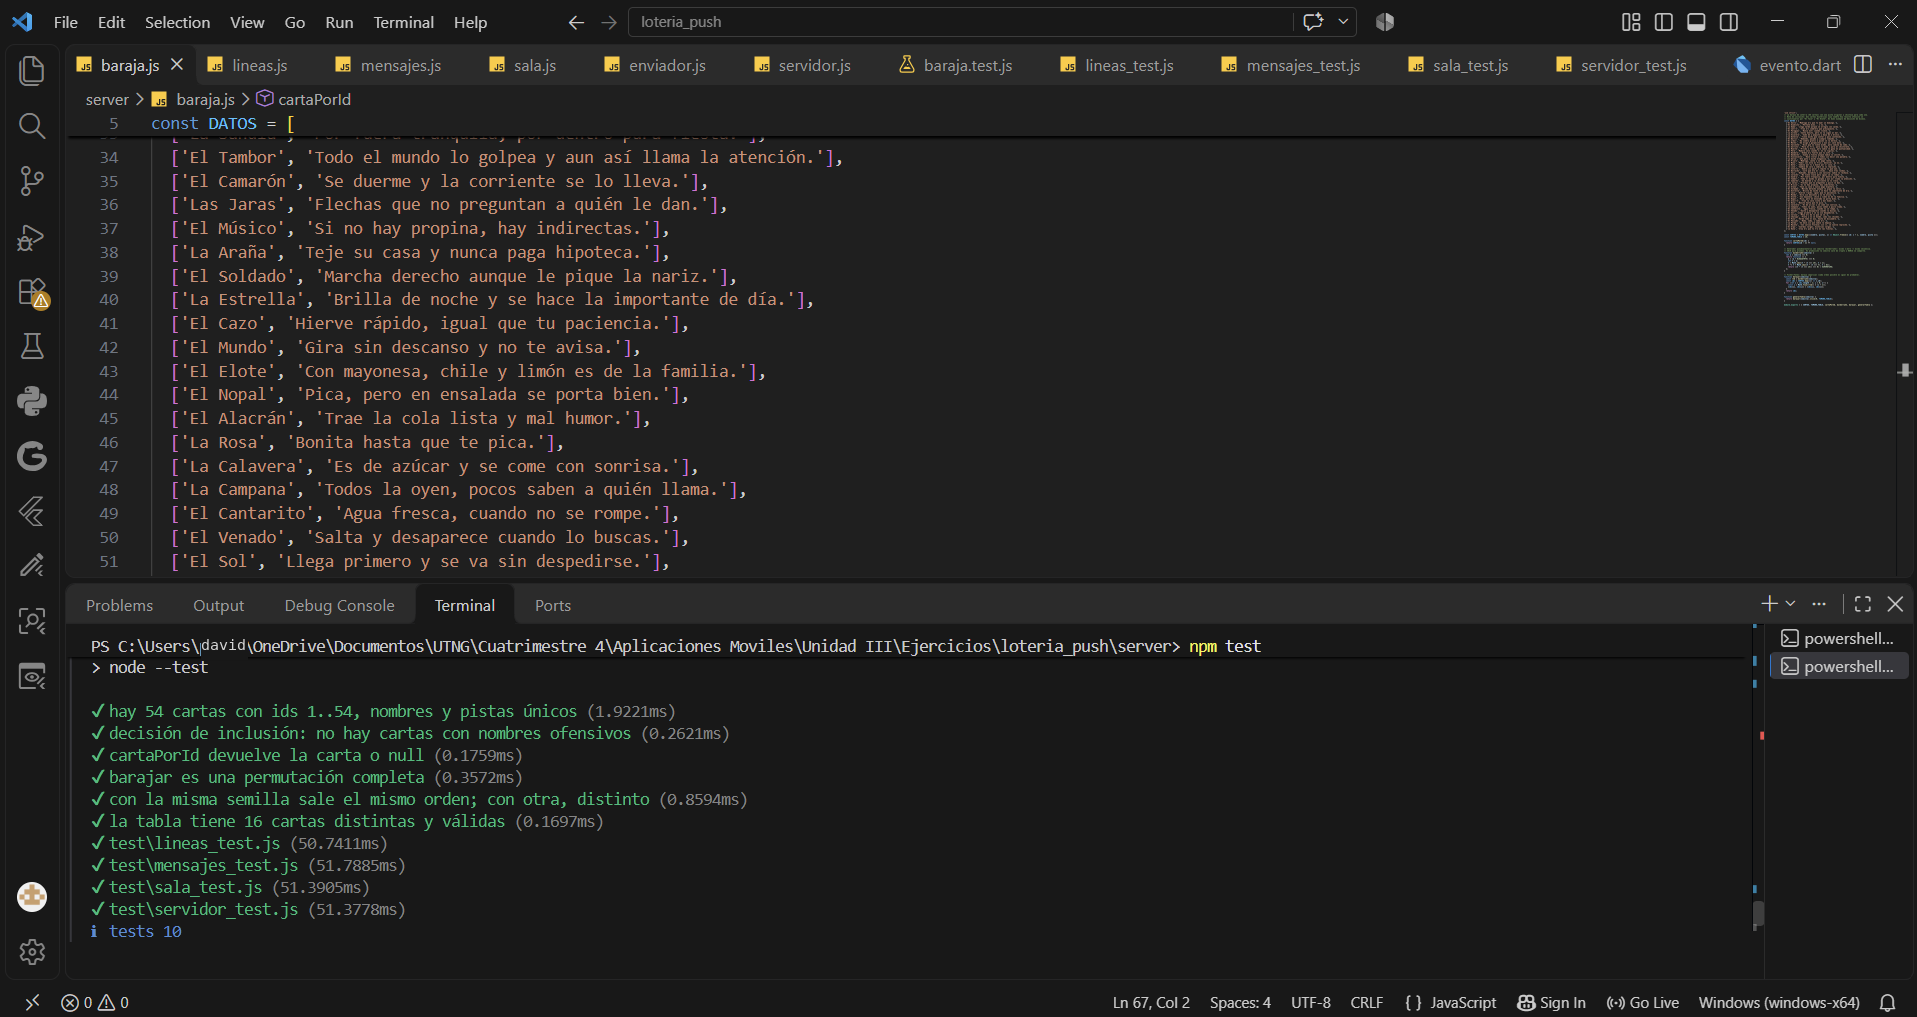 File Edit Selection View Go Run Terminal Help
loteria_push
baraja.js lineas.js mensajes.js sala.js enviador.js servidor.js baraja.test.js lineas_test.js mensajes_test.js sala_test.js servidor_test.js evento.dart
server > baraja.js > cartaPorId
5 const DATOS = [
34 ['El Tambor', 'Todo el mundo lo golpea y aun así llama la atención.'],
35 ['El Camarón', 'Se duerme y la corriente se lo lleva.'],
36 ['Las Jaras', 'Flechas que no preguntan a quién le dan.'],
37 ['El Músico', 'Si no hay propina, hay indirectas.'],
38 ['La Araña', 'Teje su casa y nunca paga hipoteca.'],
39 ['El Soldado', 'Marcha derecho aunque le pique la nariz.'],
40 ['La Estrella', 'Brilla de noche y se hace la importante de día.'],
41 ['El Cazo', 'Hierve rápido, igual que tu paciencia.'],
42 ['El Mundo', 'Gira sin descanso y no te avisa.'],
43 ['El Elote', 'Con mayonesa, chile y limón es de la familia.'],
44 ['El Nopal', 'Pica, pero en ensalada se porta bien.'],
45 ['El Alacrán', 'Trae la cola lista y mal humor.'],
46 ['La Rosa', 'Bonita hasta que te pica.'],
47 ['La Calavera', 'Es de azúcar y se come con sonrisa.'],
48 ['La Campana', 'Todos la oyen, pocos saben a quién llama.'],
49 ['El Cantarito', 'Agua fresca, cuando no se rompe.'],
50 ['El Venado', 'Salta y desaparece cuando lo buscas.'],
51 ['El Sol', 'Llega primero y se va sin despedirse.'],
Problems Output Debug Console Terminal Ports
PS C:\Users\david\OneDrive\Documentos\UTNG\Cuatrimestre 4\Aplicaciones Moviles\Unidad III\Ejercicios\loteria_push\server> npm test
> node --test
✔ hay 54 cartas con ids 1..54, nombres y pistas únicos (1.9221ms)
✔ decisión de inclusión: no hay cartas con nombres ofensivos (0.2621ms)
✔ cartaPorId devuelve la carta o null (0.1759ms)
✔ barajar es una permutación completa (0.3572ms)
✔ con la misma semilla sale el mismo orden; con otra, distinto (0.8594ms)
✔ la tabla tiene 16 cartas distintas y válidas (0.1697ms)
✔ test\lineas_test.js (50.7411ms)
✔ test\mensajes_test.js (51.7885ms)
✔ test\sala_test.js (51.3905ms)
✔ test\servidor_test.js (51.3778ms)
ℹ tests 10
powershell...
powershell...
0 0 Ln 67, Col 2 Spaces: 4 UTF-8 CRLF {} JavaScript Sign In Go Live Windows (windows-x64)